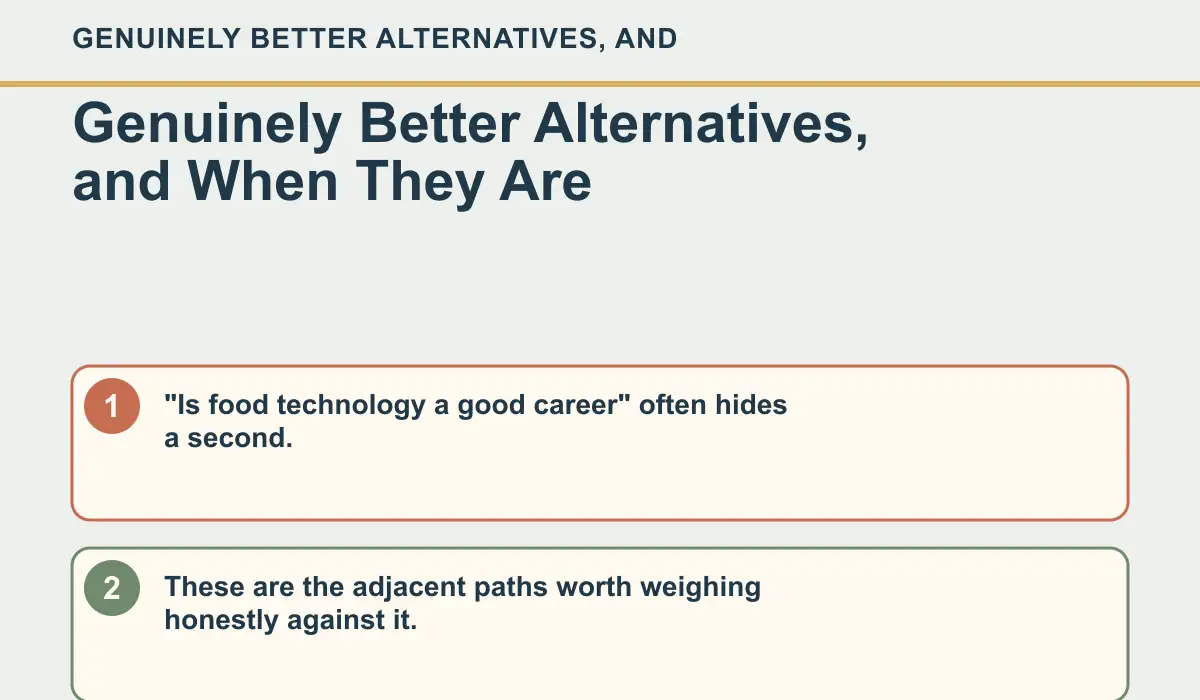 GENUINELY BETTER ALTERNATIVES, AND
Genuinely Better Alternatives,
and When They Are
1
"Is food technology a good career" often hides
a second.
2
These are the adjacent paths worth weighing
honestly against it.